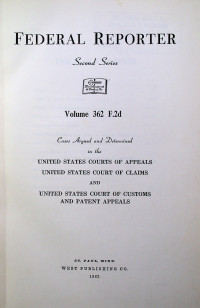 FEDERAL REPORTER
Second Series
Volume 362 F.2d
Cases Argued and Determined
in the
UNITED STATES COURTS OF APPEALS
UNITED STATES COURT OF CLAIMS
AND
UNITED STATES COURT OF CUSTOMS
AND PATENT APPEALS
ST. PAUL, MINN.
WEST PUBLISHING CO.